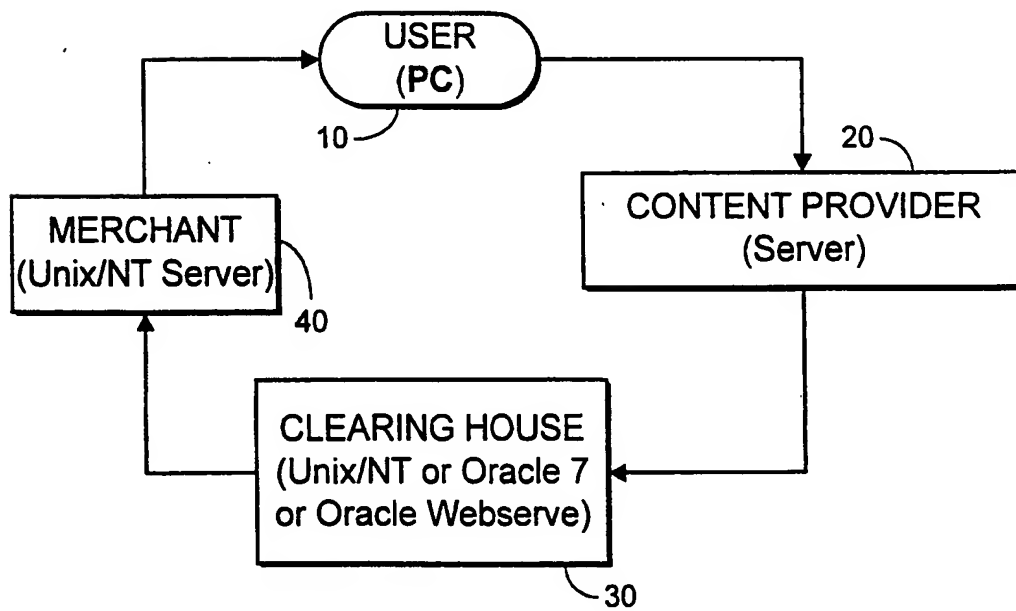 USER
(PC)
10
20
CONTENT PROVIDER
(Server)
MERCHANT
(Unix/NT Server)
40
CLEARING HOUSE
(Unix/NT or Oracle 7
or Oracle Webserve)
30